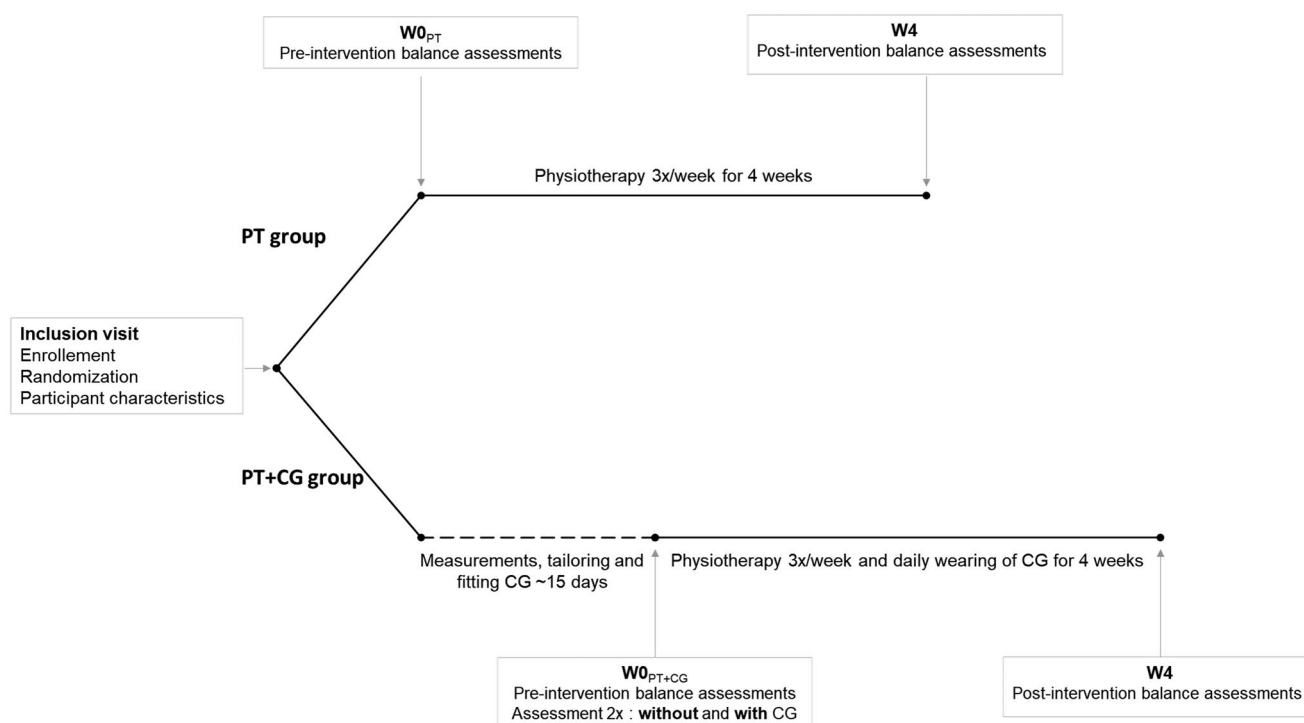 W0PT
Pre-intervention balance assessments
W4
Post-intervention balance assessments
Physiotherapy 3x/week for 4 weeks
PT group
Inclusion visit
Enrollement
Randomization
Participant characteristics
PT+CG group
Measurements, tailoring and
fitting CG ~15 days
Physiotherapy 3x/week and daily wearing of CG for 4 weeks
W0PT+CG
Pre-intervention balance assessments
Assessment 2x : without and with CG
W4
Post-intervention balance assessments